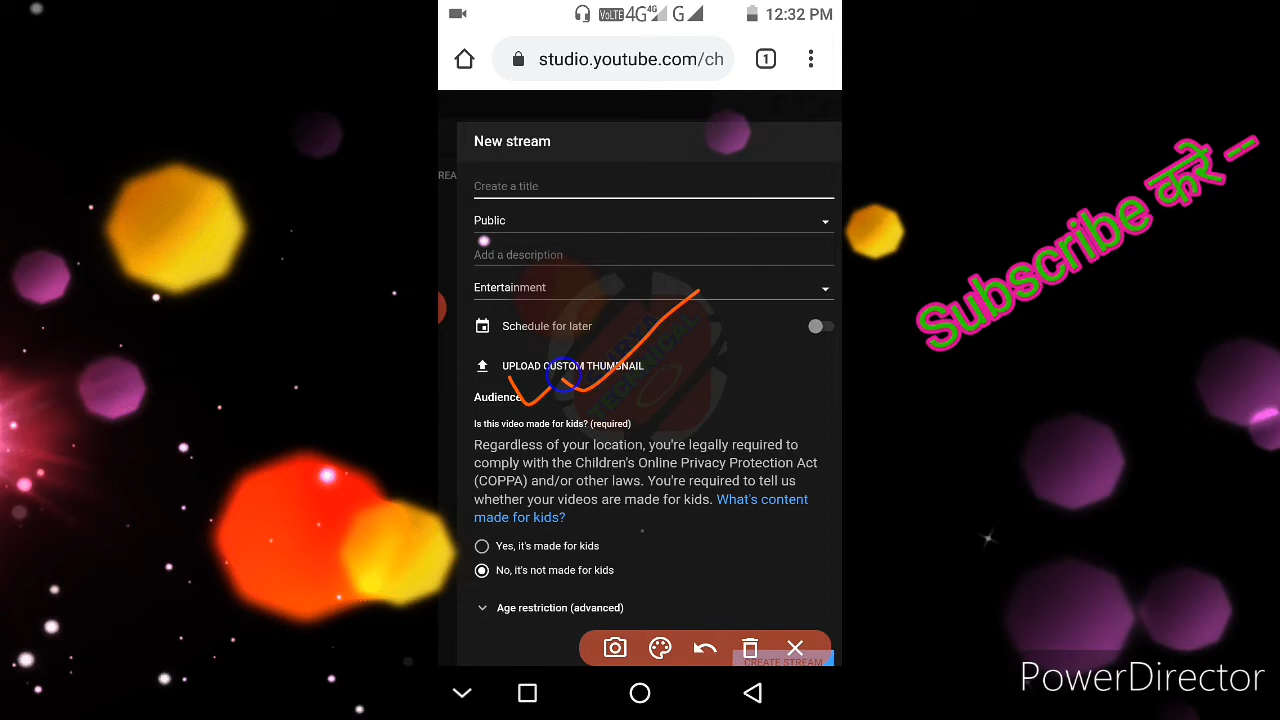 VoLTE 4G 4G G 12:32 PM
studio.youtube.com/ch 1
New stream
REA
Create a title
Public
Add a description
Entertainment
Schedule for later
UPLOAD CUSTOM THUMBNAIL
TECHNICAL
Audience
Is this video made for kids? (required)
Regardless of your location, you're legally required to
comply with the Children's Online Privacy Protection Act
(COPPA) and/or other laws. You're required to tell us
whether your videos are made for kids. What's content
made for kids?
Yes, it's made for kids
No, it's not made for kids
Age restriction (advanced)
CREATE STREAM
Subscribe करे --
PowerDirector